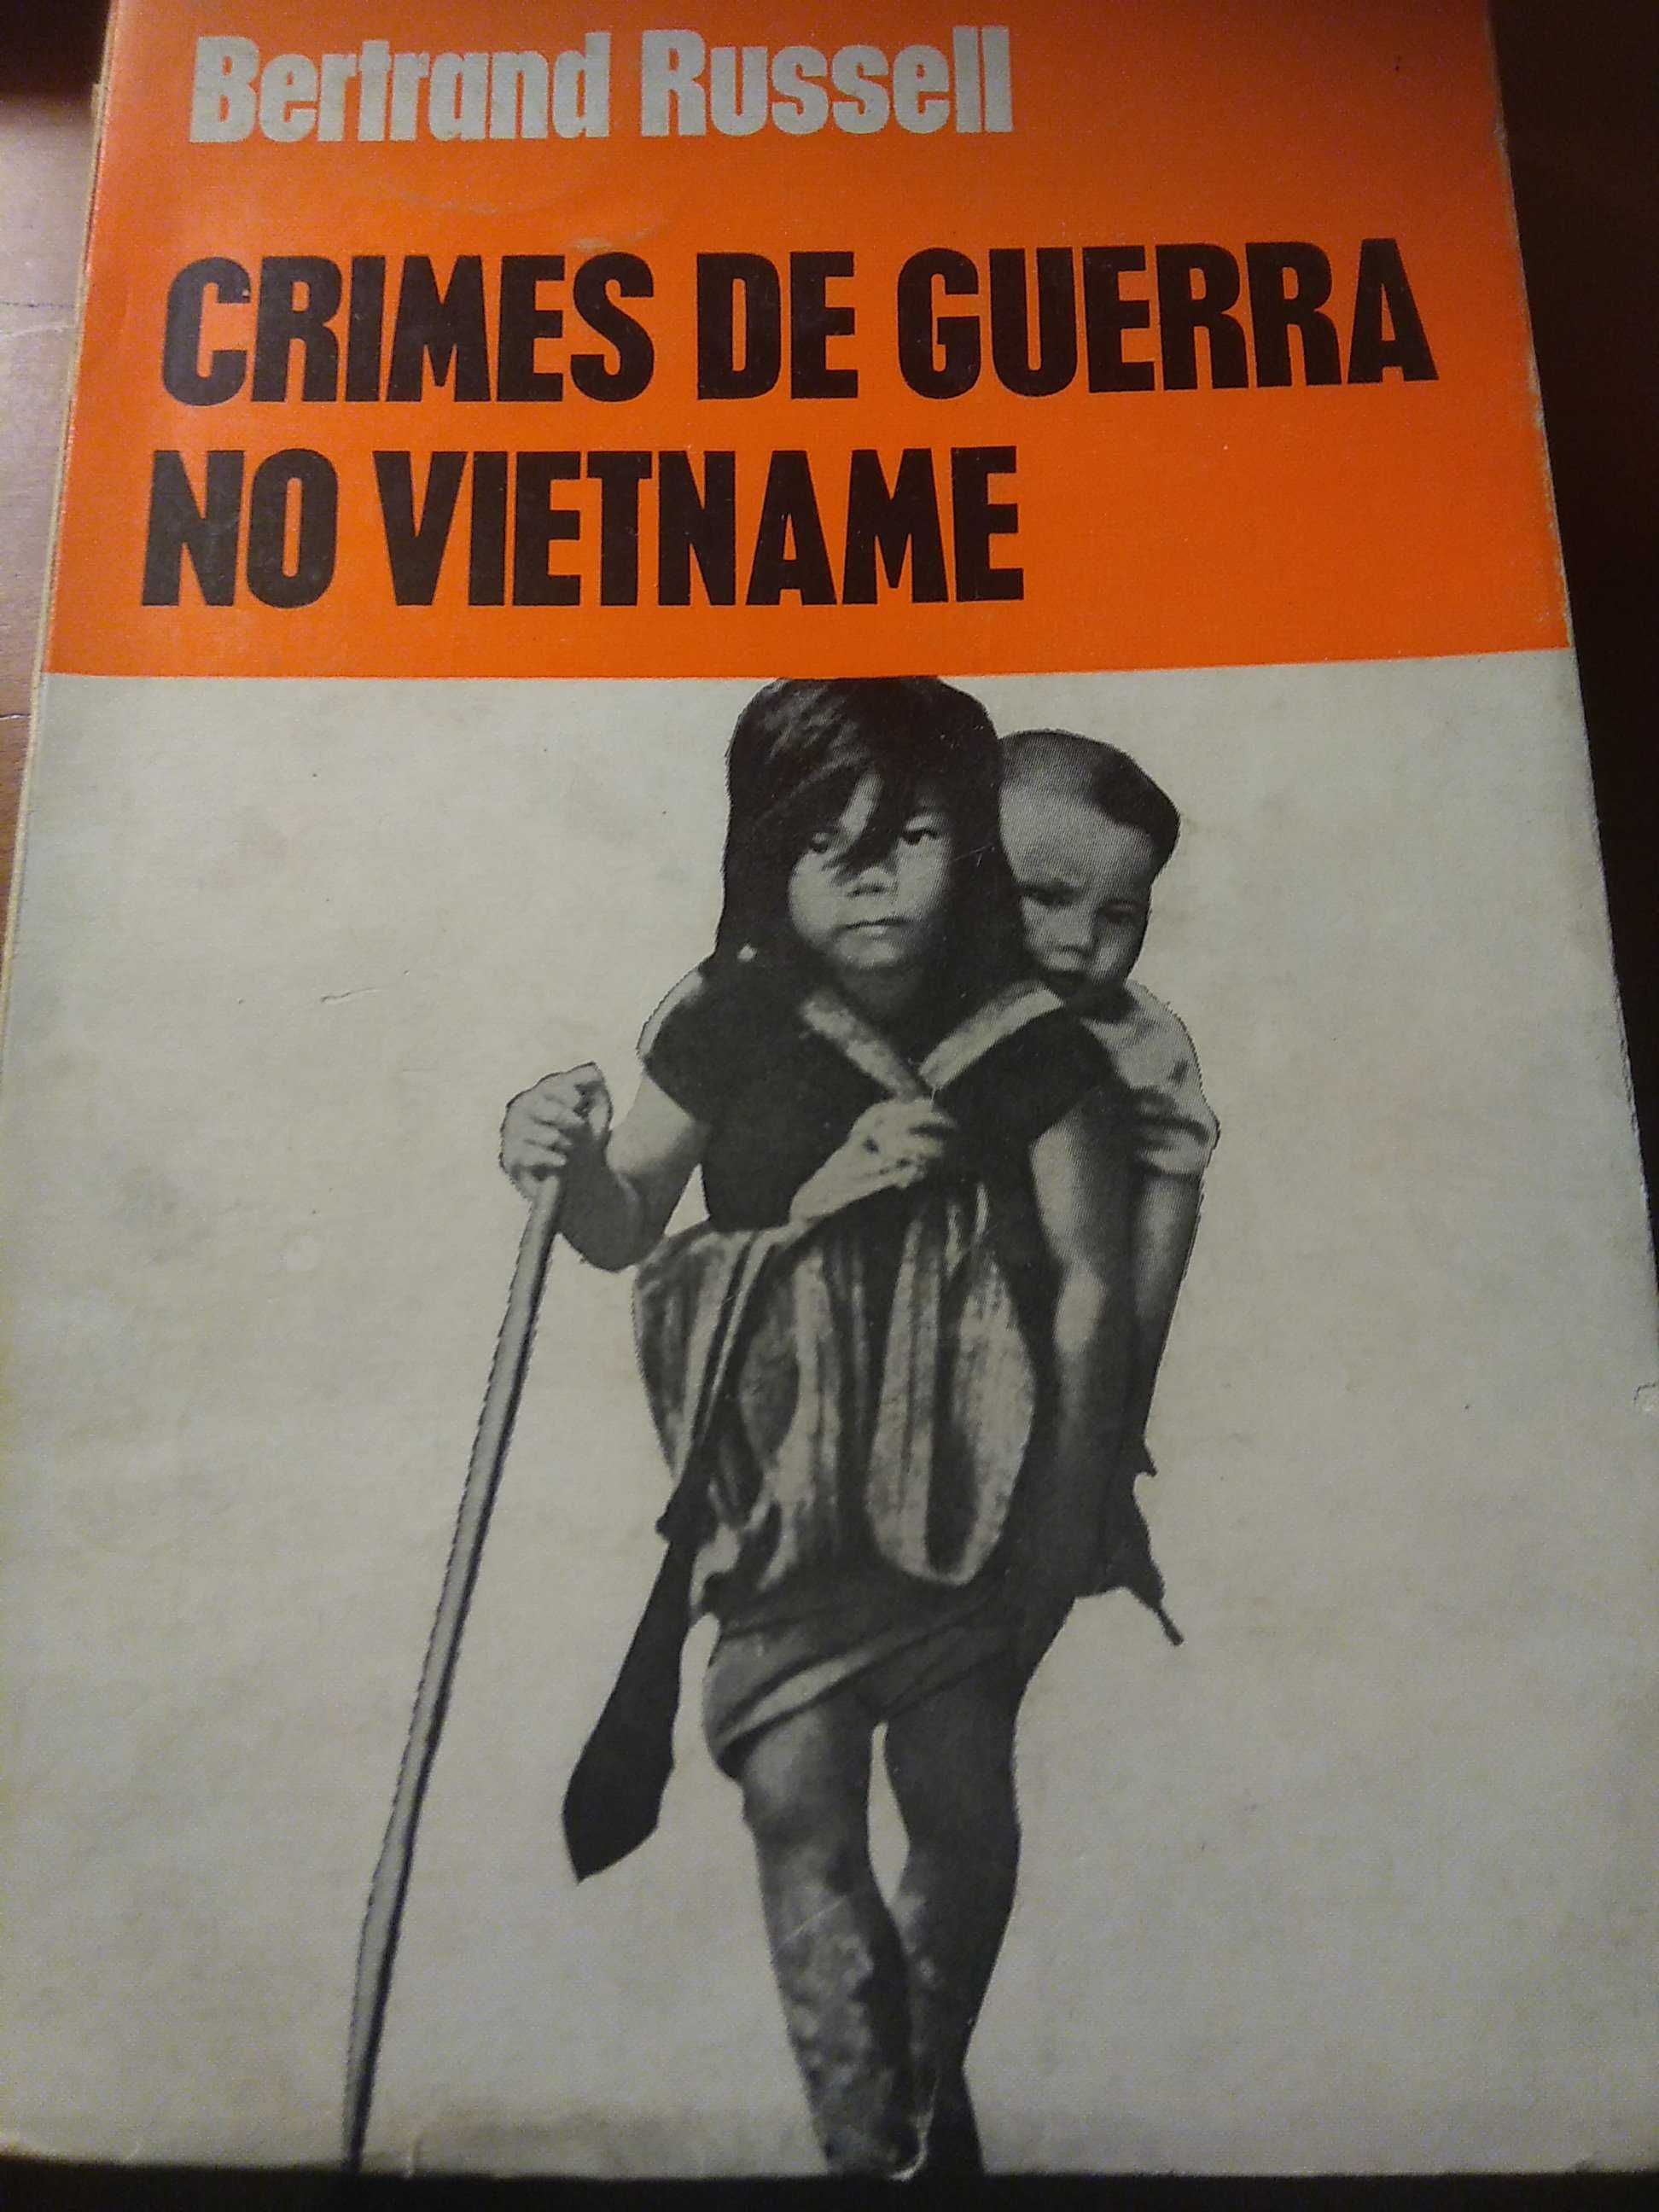 Bertrand Russell
CRIMES DE GUERRA
NO VIETNAME